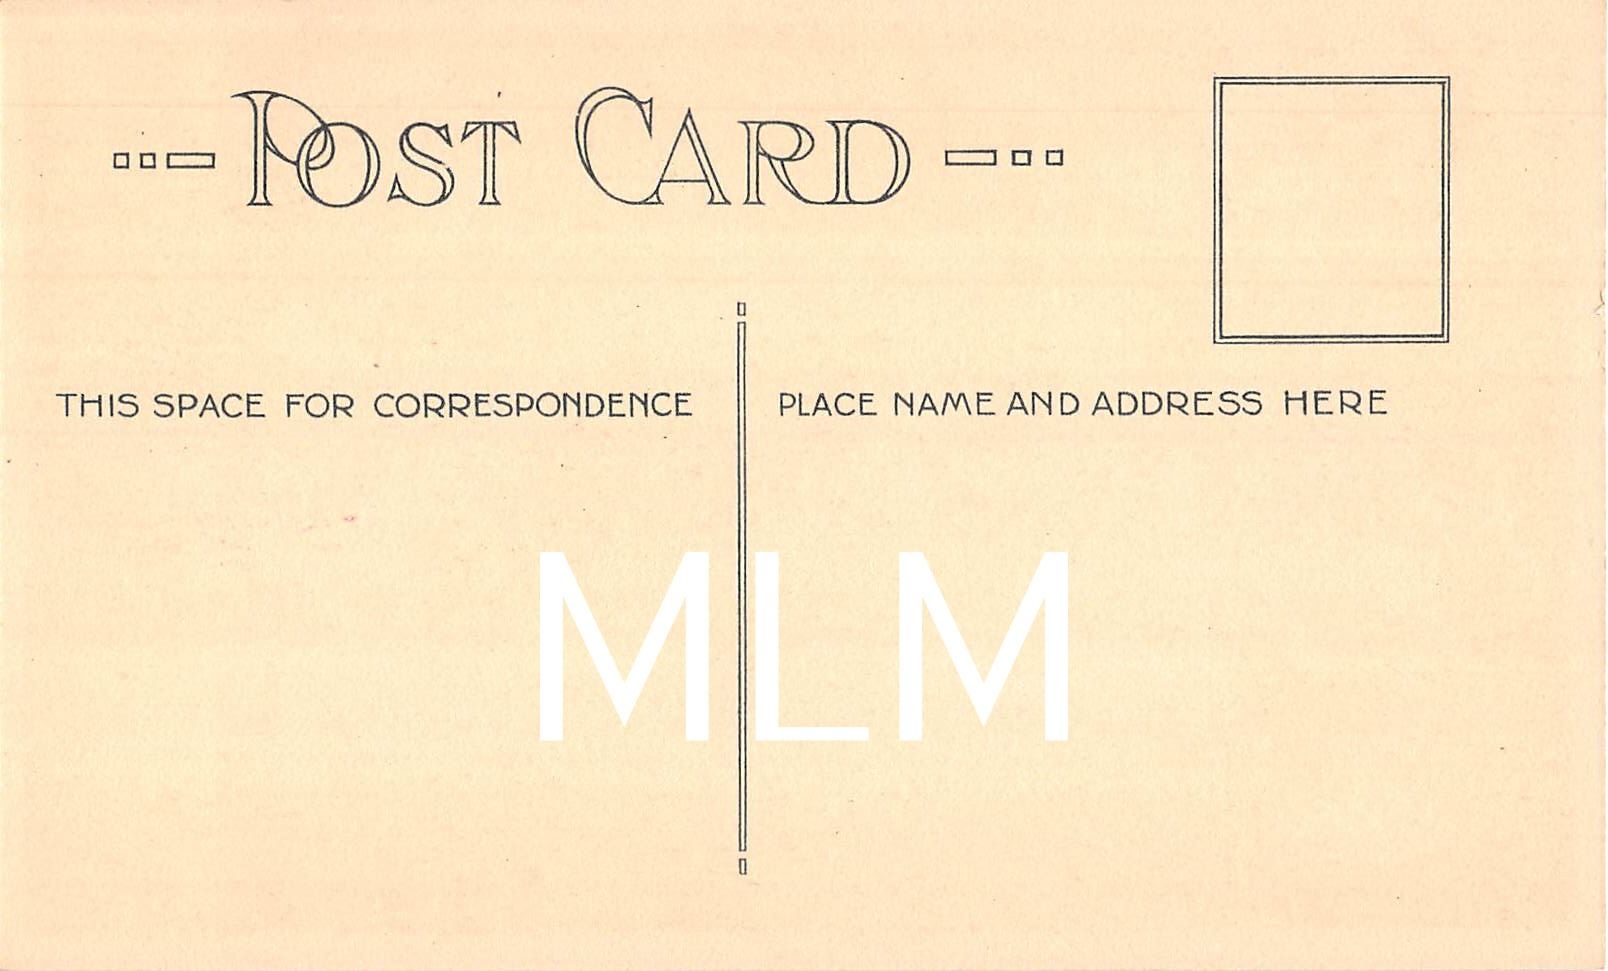 POST CARD
THIS SPACE FOR CORRESPONDENCE
PLACE NAME AND ADDRESS HERE
MLM